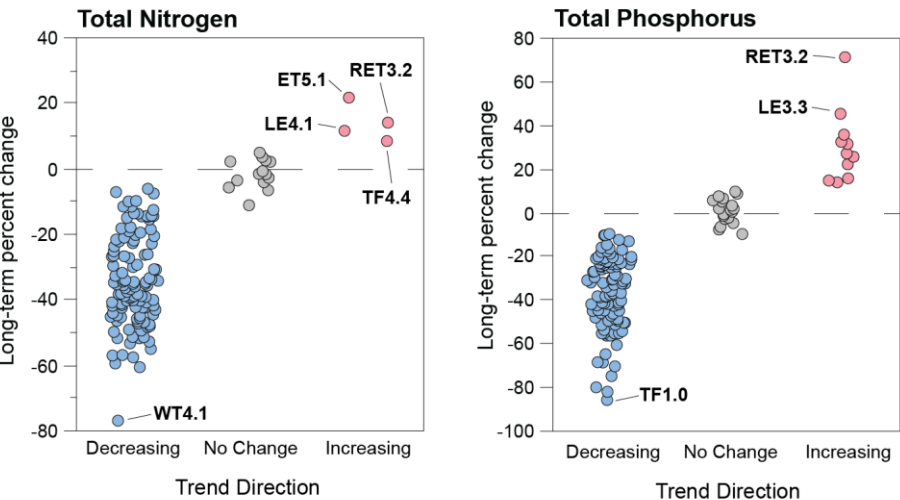 Total Nitrogen
Long-term percent change
40
20
0
-20
-40
-60
-80
ET5.1
RET3.2
LE4.1
TF4.4
WT4.1
Decreasing No Change Increasing
Trend Direction
Total Phosphorus
Long-term percent change
80
60
40
20
0
-20
-40
-60
-80
-100
RET3.2
LE3.3
TF1.0
Decreasing No Change Increasing
Trend Direction